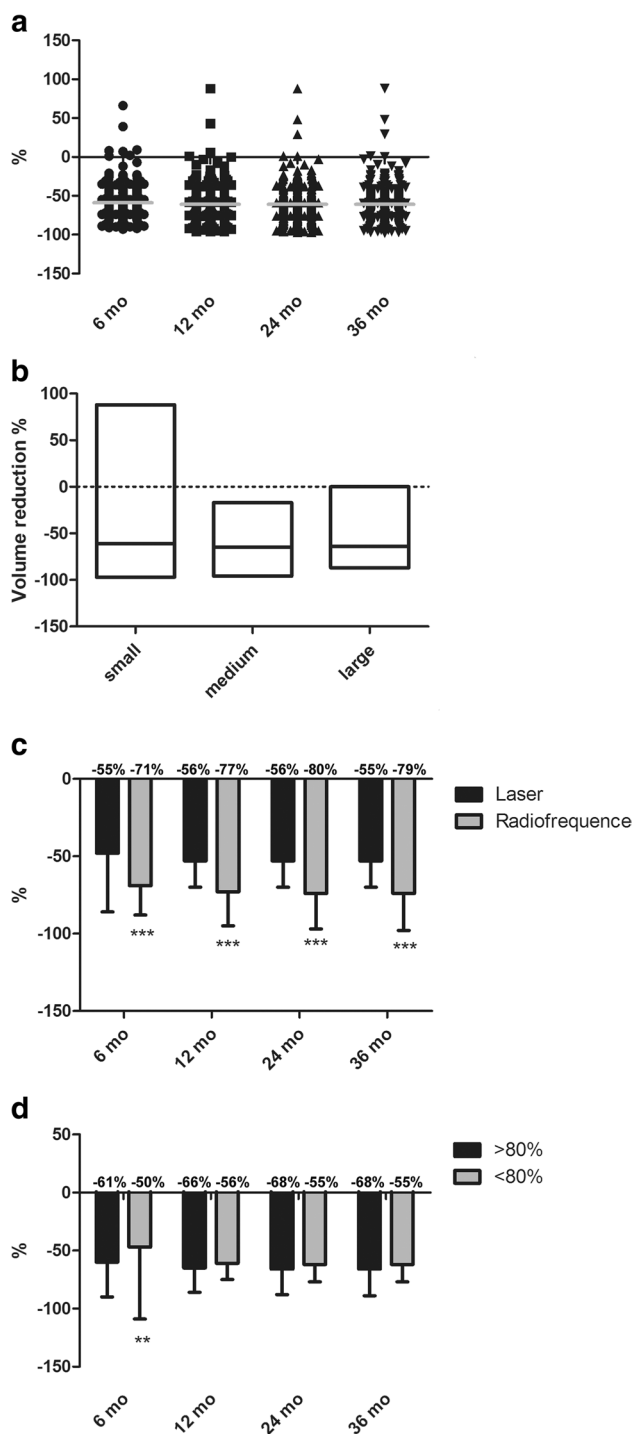 a
100
50
0
-50
-100
-150
%
6 mo
12 mo
24 mo
36 mo
b
100
50
0
-50
-100
-150
Volume reduction %
small
medium
large
c
-55% -71% -56% -77% -56% -80% -55% -79%
0
-50
-100
-150
%
*** *** *** ***
6 mo
12 mo
24 mo
36 mo
Laser
Radiofrequence
d
50
-61% -50% -66% -56% -68% -55% -68% -55%
0
-50
-100
-150
%
**
6 mo
12 mo
24 mo
36 mo
>80%
<80%